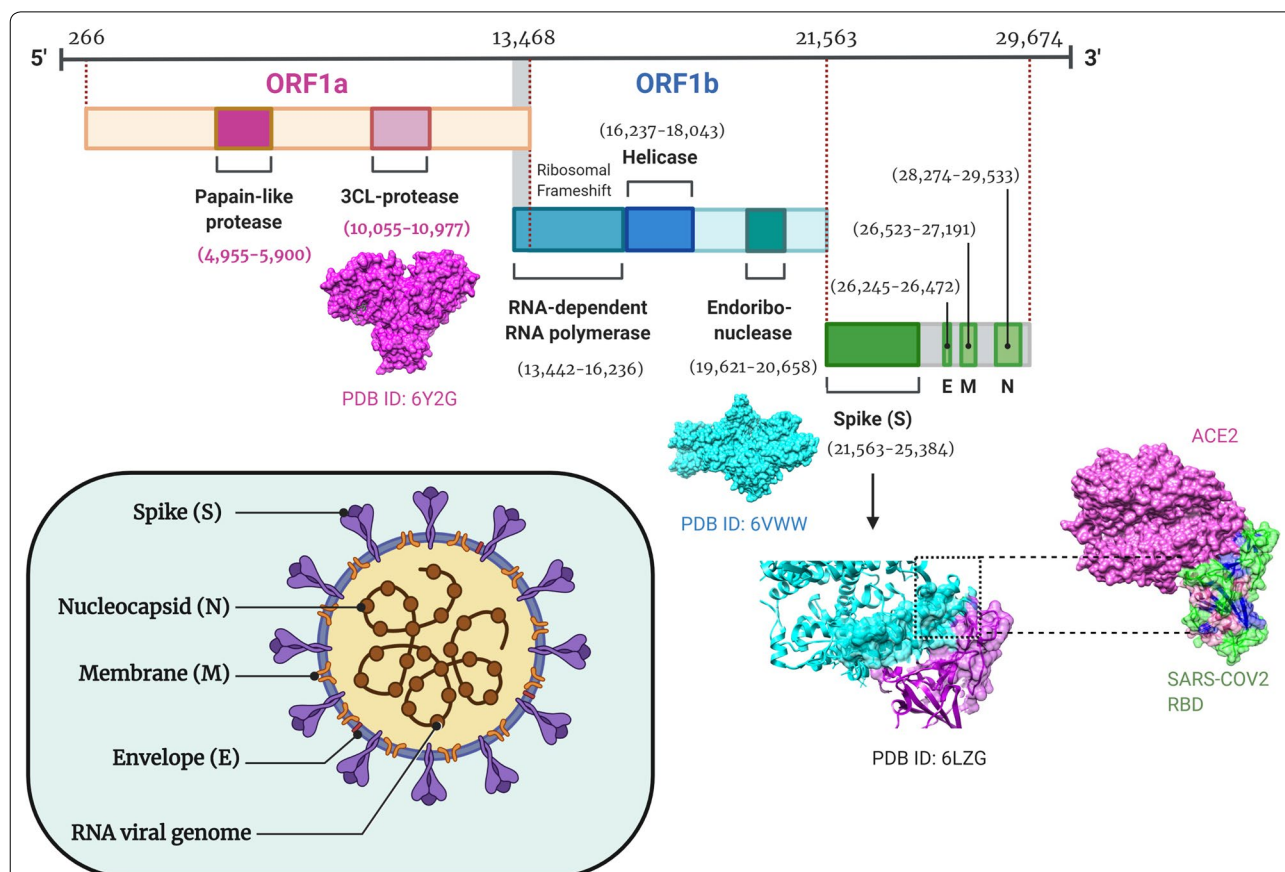 266 13,468 21,563 29,674
5' 3'
ORF1a ORF1b
(16,237-18,043)
Helicase
Ribosomal
Frameshift
(28,274-29,533)
Papain-like
protease
(4,955-5,900)
3CL-protease
(10,055-10,977)
(26,523-27,191)
(26,245-26,472)
RNA-dependent
RNA polymerase
(13,442-16,236)
Endoribo-
nuclease
(19,621-20,658)
E M N
PDB ID: 6Y2G
Spike (S)
(21,563-25,384)
ACE2
PDB ID: 6VWW
SARS-COV2
RBD
PDB ID: 6LZG
Spike (S)
Nucleocapsid (N)
Membrane (M)
Envelope (E)
RNA viral genome